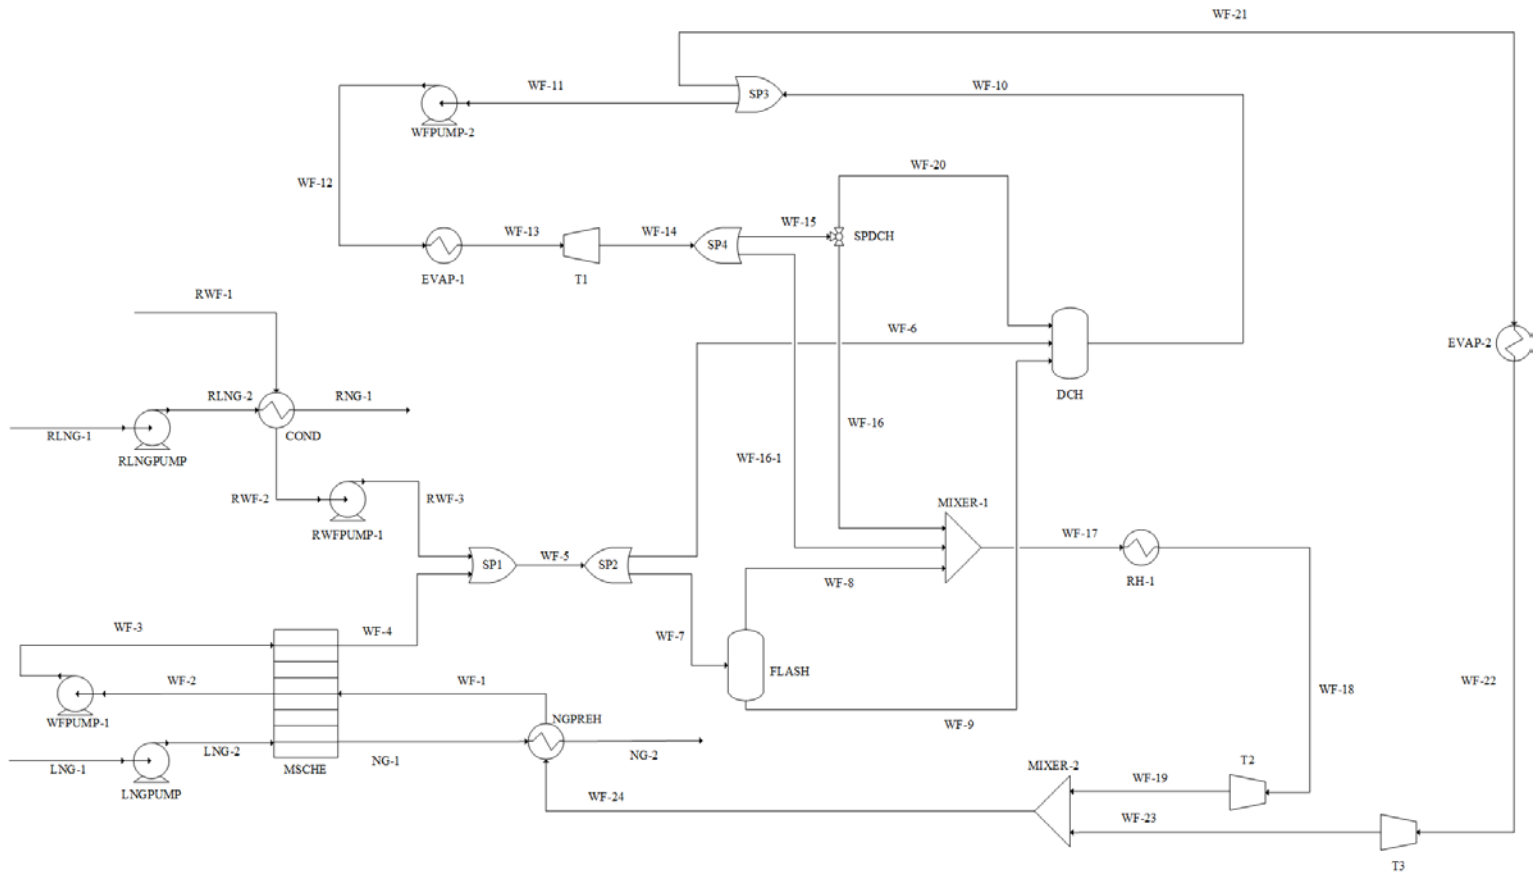 WF-21
WF-11
SP3
WF-10
WFPUMP-2
WF-20
WF-12
WF-15
WF-13
WF-14
SP4
SPDCH
EVAP-1
T1
RWF-1
WF-6
EVAP-2
DCH
RLNG-2
RNG-1
WF-16
RLNG-1
COND
WF-16-1
RLNGPUMP
RWF-2
RWF-3
MIXER-1
RWFPUMP-1
WF-17
WF-5
SP1
SP2
RH-1
WF-8
WF-3
WF-4
WF-7
FLASH
WF-2
WF-1
WF-22
WF-18
WFPUMP-1
NGPREH
WF-9
LNG-2
NG-1
NG-2
LNG-1
MSCHE
MIXER-2
T2
WF-19
LNGPUMP
WF-24
WF-23
T3